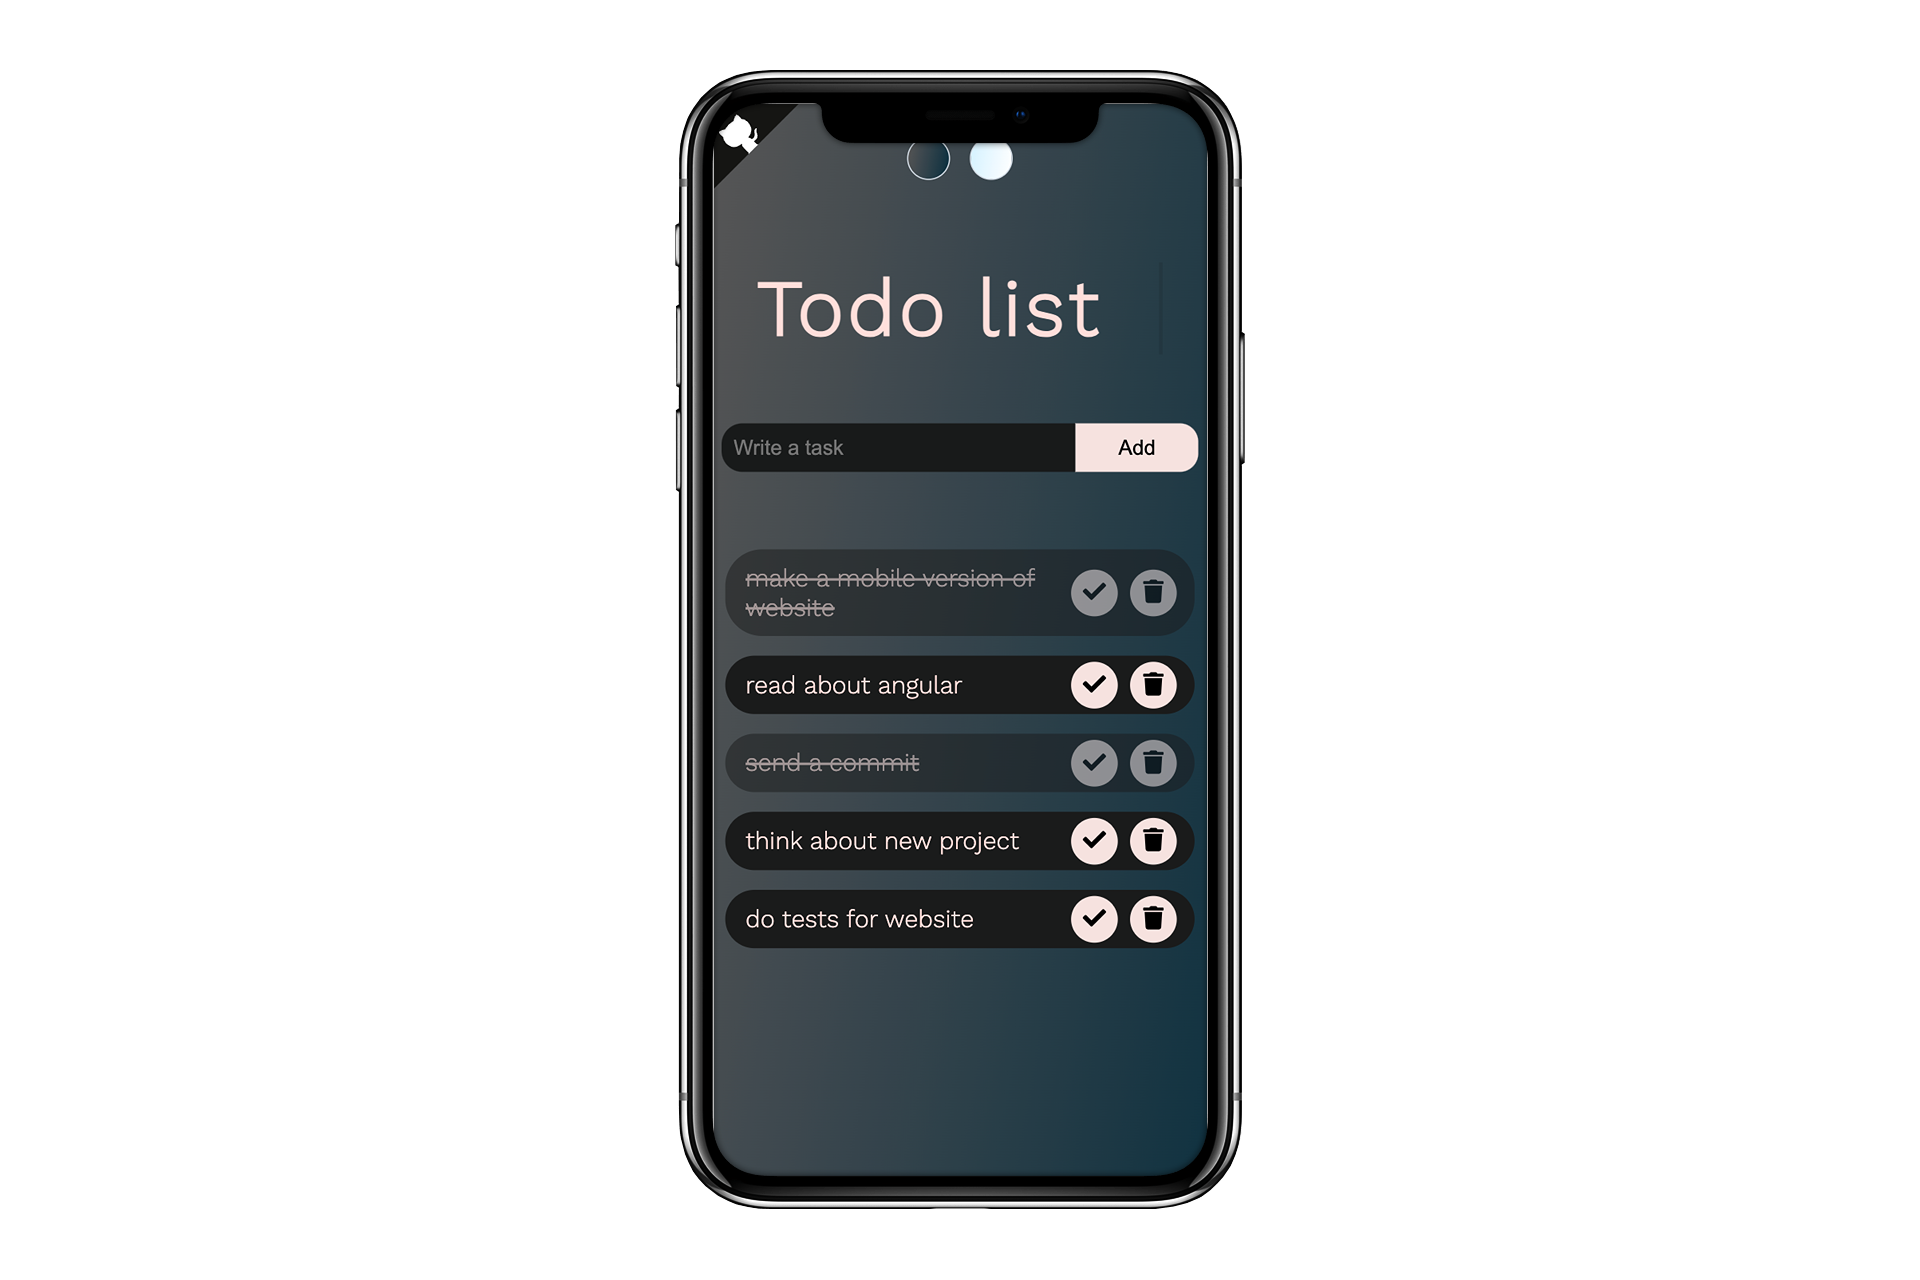 Todo list
Write a task
Add
make a mobile version of
website
read about angular
send a commit
think about new project
do tests for website